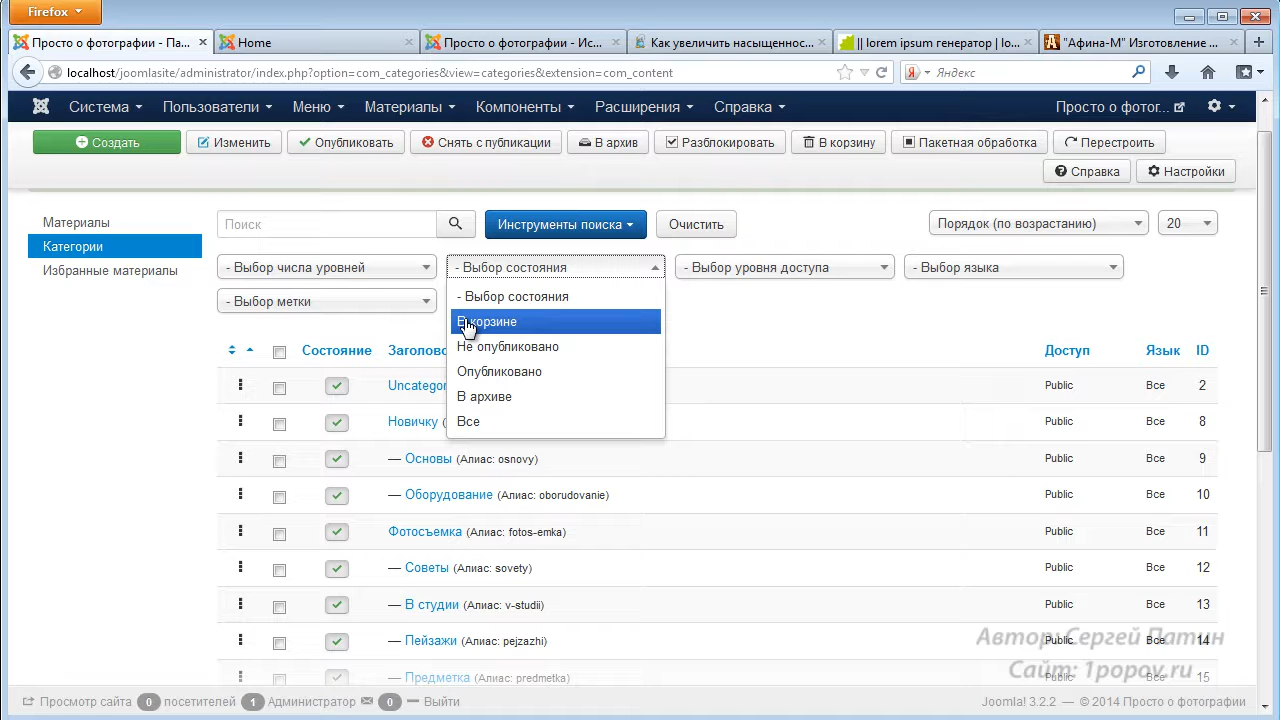 Firefox
Просто о фотографии - Па...
Home
Просто о фотографии - Ис...
Как увеличить насыщеннос...
|| lorem ipsum генератор | lo...
"Афина-М" Изготовление ...
localhost/joomlasite/administrator/index.php?option=com_categories&view=categories&extension=com_content
Яндекс
Система
Пользователи
Меню
Материалы
Компоненты
Расширения
Справка
Просто о фотог...
Создать
Изменить
Опубликовать
Снять с публикации
В архив
Разблокировать
В корзину
Пакетная обработка
Перестроить
Справка
Настройки
Материалы
Категории
Избранные материалы
Поиск
Инструменты поиска
Очистить
Порядок (по возрастанию)
20
- Выбор числа уровней
- Выбор состояния
- Выбор уровня доступа
- Выбор языка
- Выбор метки
- Выбор состояния
В корзине
Не опубликовано
Опубликовано
В архиве
Все
Состояние
Заголово
Доступ
Язык
ID
Uncategor
Public
Все
2
Новичку
Public
Все
8
— Основы (Алиас: osnovy)
Public
Все
9
— Оборудование (Алиас: oborudovanie)
Public
Все
10
Фотосъемка (Алиас: fotos-emka)
Public
Все
11
— Советы (Алиас: sovety)
Public
Все
12
— В студии (Алиас: v-studii)
Public
Все
13
— Пейзажи (Алиас: pejzazhi)
Public
Все
14
— Предметка (Алиас: predmetka)
Public
Все
15
Автор: Сергей Патин
Сайт: 1popov.ru
Просмотр сайта
0 посетителей
1 Администратор
0
Выйти
Joomla! 3.2.2 — © 2014 Просто о фотографии